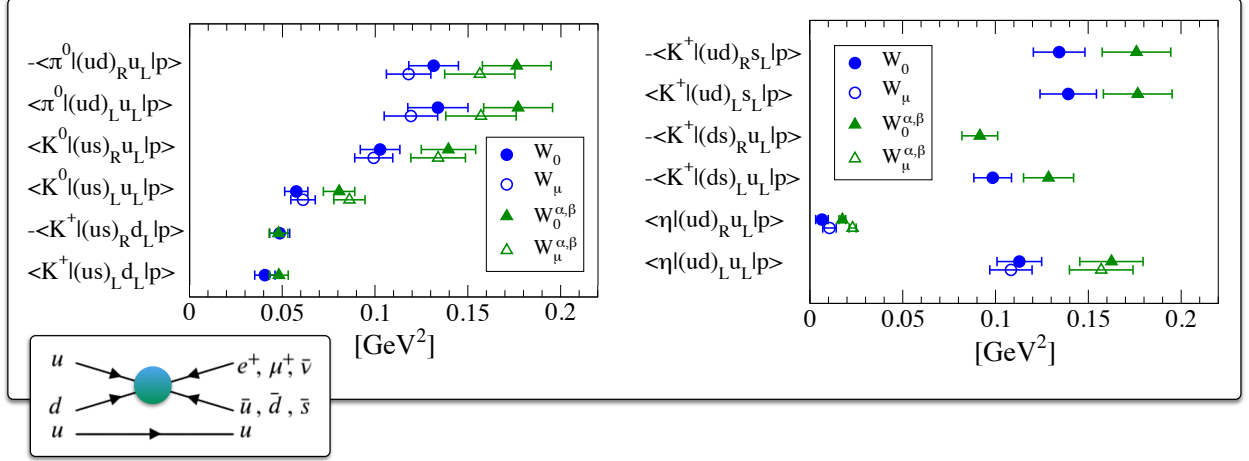 -<π⁰|(ud)_R u_L|p>
<π⁰|(ud)_L u_L|p>
<K⁰|(us)_R u_L|p>
<K⁰|(us)_L u_L|p>
-<K⁺|(us)_R d_L|p>
<K⁺|(us)_L d_L|p>
W_0
W_μ
W_0^{α,β}
W_μ^{α,β}
0 0.05 0.1 0.15 0.2
[GeV²]
-<K⁺|(ud)_R s_L|p>
<K⁺|(ud)_L s_L|p>
-<K⁺|(ds)_R u_L|p>
-<K⁺|(ds)_L u_L|p>
<η|(ud)_R u_L|p>
<η|(ud)_L u_L|p>
W_0
W_μ
W_0^{α,β}
W_μ^{α,β}
0 0.05 0.1 0.15 0.2
[GeV²]
u e⁺, μ⁺, ν̄
d ū , d̄ , s̄
u u